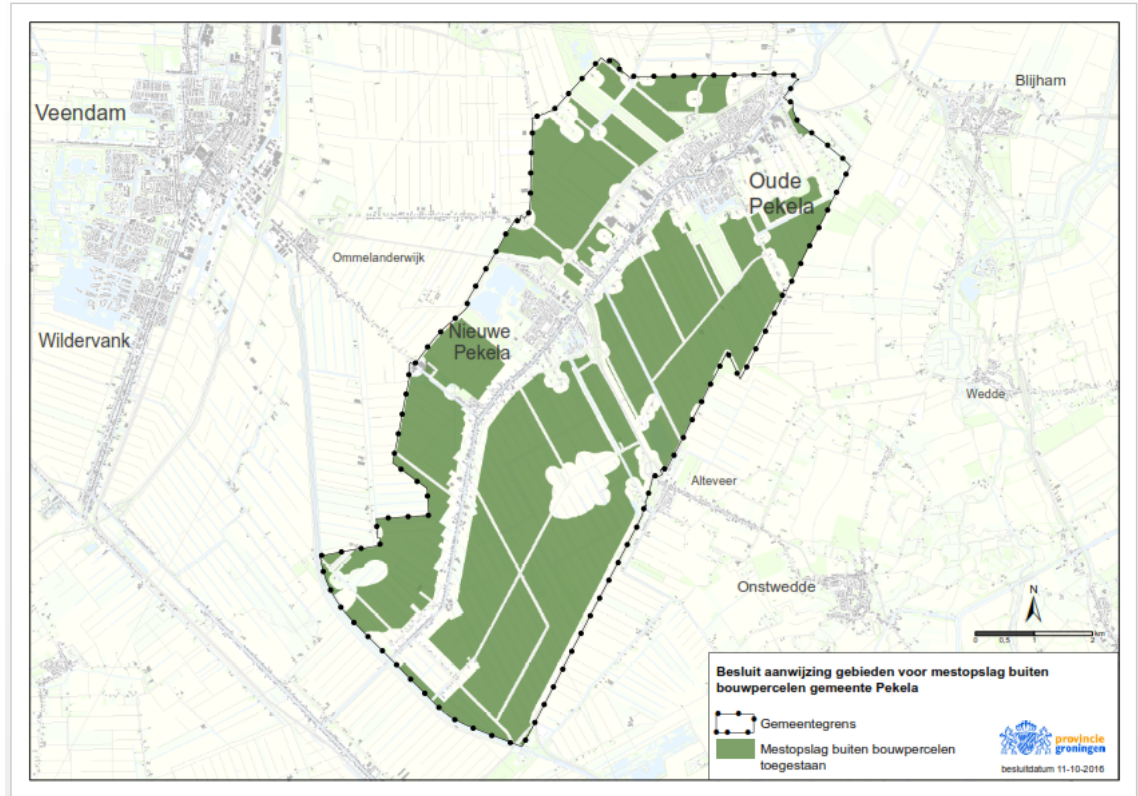 Veendam
Blijham
Oude
Pekela
Ommelanderwijk
Nieuwe
Pekela
Wildervank
Wedde
Alteveer
Onstwedde
N
0 0,5 1 2 km
Besluit aanwijzing gebieden voor mestopslag buiten
bouwpercelen gemeente Pekela
Gemeentegrens
Mestopslag buiten bouwpercelen
toegestaan
provincie
groningen
besluitdatum 11-10-2016